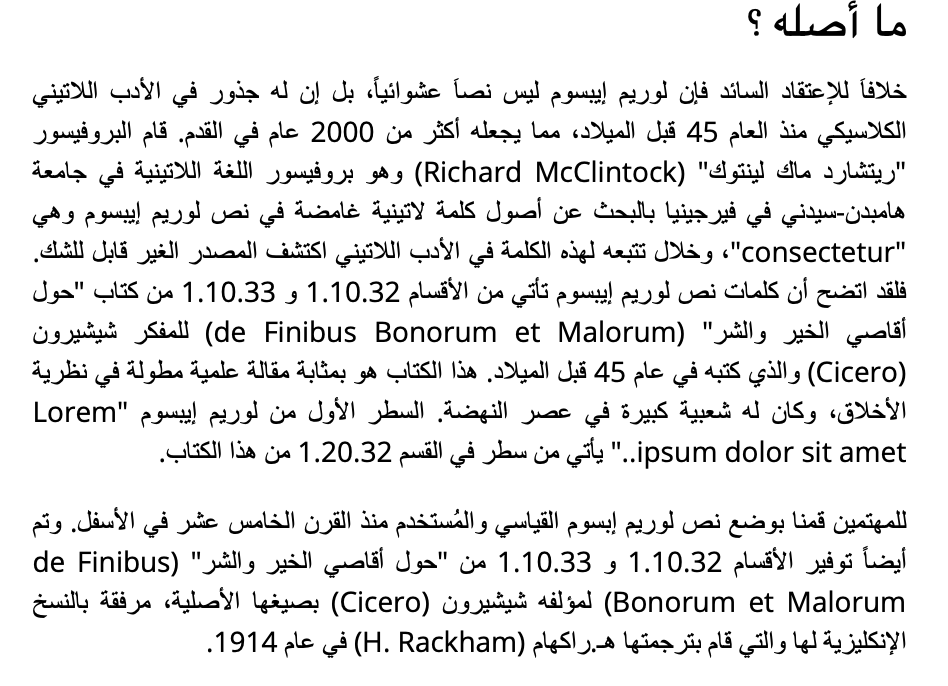 ما أصله ؟
خلافاَ للإعتقاد السائد فإن لوريم إيبسوم ليس نصاَ عشوائياً، بل إن له جذور في الأدب اللاتيني
الكلاسيكي منذ العام 45 قبل الميلاد، مما يجعله أكثر من 2000 عام في القدم. قام البروفيسور
"ريتشارد ماك لينتوك" (Richard McClintock) وهو بروفيسور اللغة اللاتينية في جامعة
هامبدن-سيدني في فيرجينيا بالبحث عن أصول كلمة لاتينية غامضة في نص لوريم إيبسوم وهي
"consectetur"، وخلال تتبعه لهذه الكلمة في الأدب اللاتيني اكتشف المصدر الغير قابل للشك.
فلقد اتضح أن كلمات نص لوريم إيبسوم تأتي من الأقسام 1.10.32 و 1.10.33 من كتاب "حول
أقاصي الخير والشر" (de Finibus Bonorum et Malorum) للمفكر شيشيرون
(Cicero) والذي كتبه في عام 45 قبل الميلاد. هذا الكتاب هو بمثابة مقالة علمية مطولة في نظرية
الأخلاق، وكان له شعبية كبيرة في عصر النهضة. السطر الأول من لوريم إيبسوم "Lorem
ipsum dolor sit amet.." يأتي من سطر في القسم 1.20.32 من هذا الكتاب.
للمهتمين قمنا بوضع نص لوريم إبسوم القياسي والمُستخدم منذ القرن الخامس عشر في الأسفل. وتم
أيضاً توفير الأقسام 1.10.32 و 1.10.33 من "حول أقاصي الخير والشر" (de Finibus
Bonorum et Malorum) لمؤلفه شيشيرون (Cicero) بصيغها الأصلية، مرفقة بالنسخ
الإنكليزية لها والتي قام بترجمتها هـ.راكهام (H. Rackham) في عام 1914.